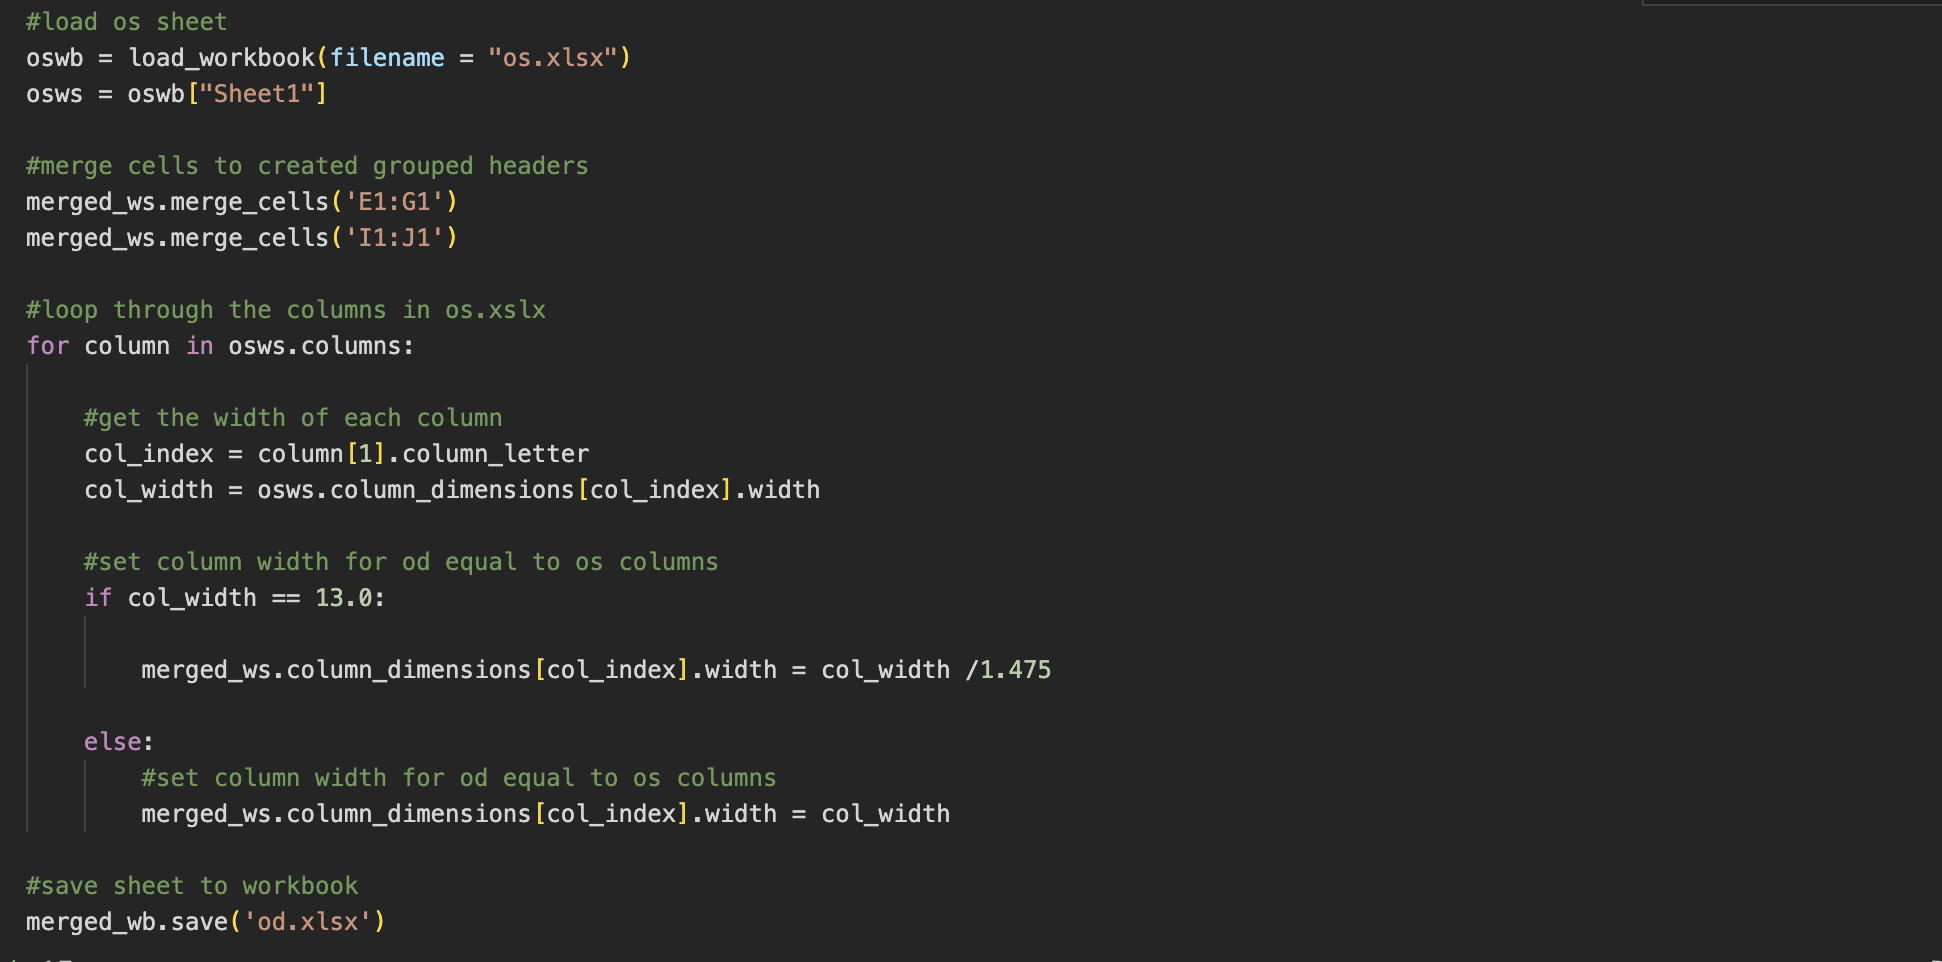 #load os sheet
oswb = load_workbook(filename = "os.xlsx")
osws = oswb["Sheet1"]
#merge cells to created grouped headers
merged_ws.merge_cells('E1:G1')
merged_ws.merge_cells('I1:J1')
#loop through the columns in os.xslx
for column in osws.columns:
#get the width of each column
col_index = column[1].column_letter
col_width = osws.column_dimensions[col_index].width
#set column width for od equal to os columns
if col_width == 13.0:
merged_ws.column_dimensions[col_index].width = col_width /1.475
else:
#set column width for od equal to os columns
merged_ws.column_dimensions[col_index].width = col_width
#save sheet to workbook
merged_wb.save('od.xlsx')